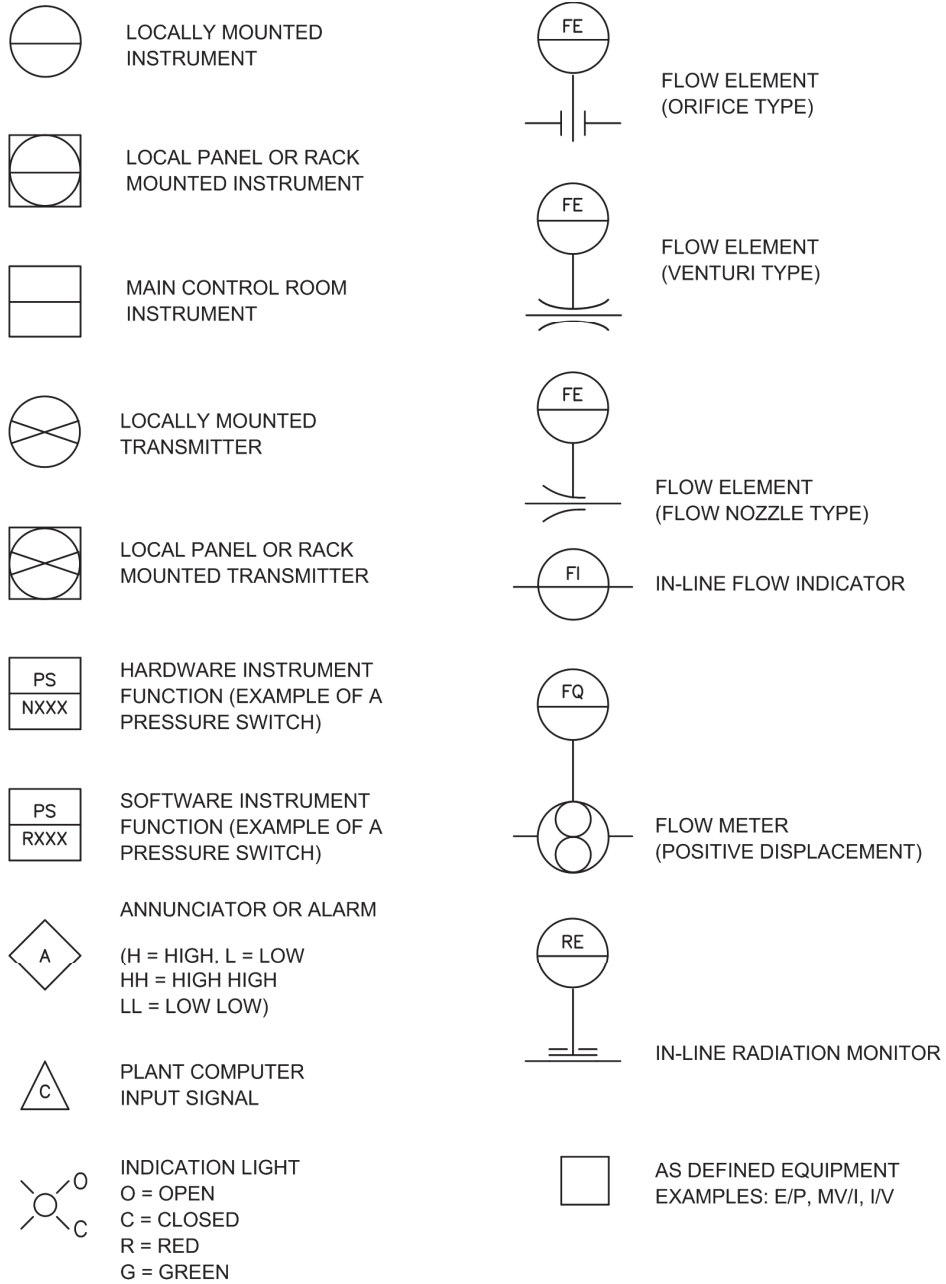 LOCALLY MOUNTED
INSTRUMENT
LOCAL PANEL OR RACK
MOUNTED INSTRUMENT
MAIN CONTROL ROOM
INSTRUMENT
LOCALLY MOUNTED
TRANSMITTER
LOCAL PANEL OR RACK
MOUNTED TRANSMITTER
PS
NXXX
HARDWARE INSTRUMENT
FUNCTION (EXAMPLE OF A
PRESSURE SWITCH)
PS
RXXX
SOFTWARE INSTRUMENT
FUNCTION (EXAMPLE OF A
PRESSURE SWITCH)
A
ANNUNCIATOR OR ALARM
(H = HIGH. L = LOW
HH = HIGH HIGH
LL = LOW LOW)
C
PLANT COMPUTER
INPUT SIGNAL
O
C
INDICATION LIGHT
O = OPEN
C = CLOSED
R = RED
G = GREEN
FE
FLOW ELEMENT
(ORIFICE TYPE)
FE
FLOW ELEMENT
(VENTURI TYPE)
FE
FLOW ELEMENT
(FLOW NOZZLE TYPE)
FI
IN-LINE FLOW INDICATOR
FQ
FLOW METER
(POSITIVE DISPLACEMENT)
RE
IN-LINE RADIATION MONITOR
AS DEFINED EQUIPMENT
EXAMPLES: E/P, MV/I, I/V